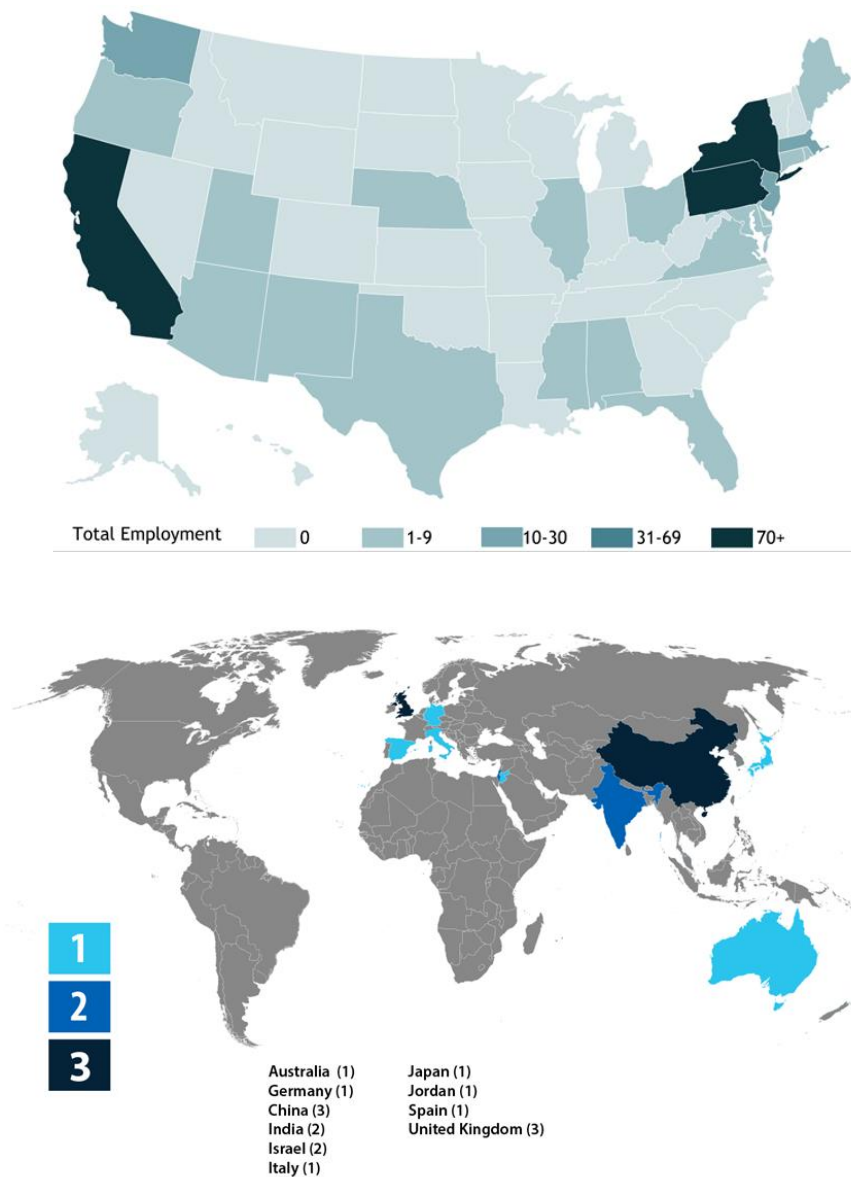 Total Employment 0 1-9 10-30 31-69 70+
1
2
3
Australia (1)
Germany (1)
China (3)
India (2)
Israel (2)
Italy (1)
Japan (1)
Jordan (1)
Spain (1)
United Kingdom (3)